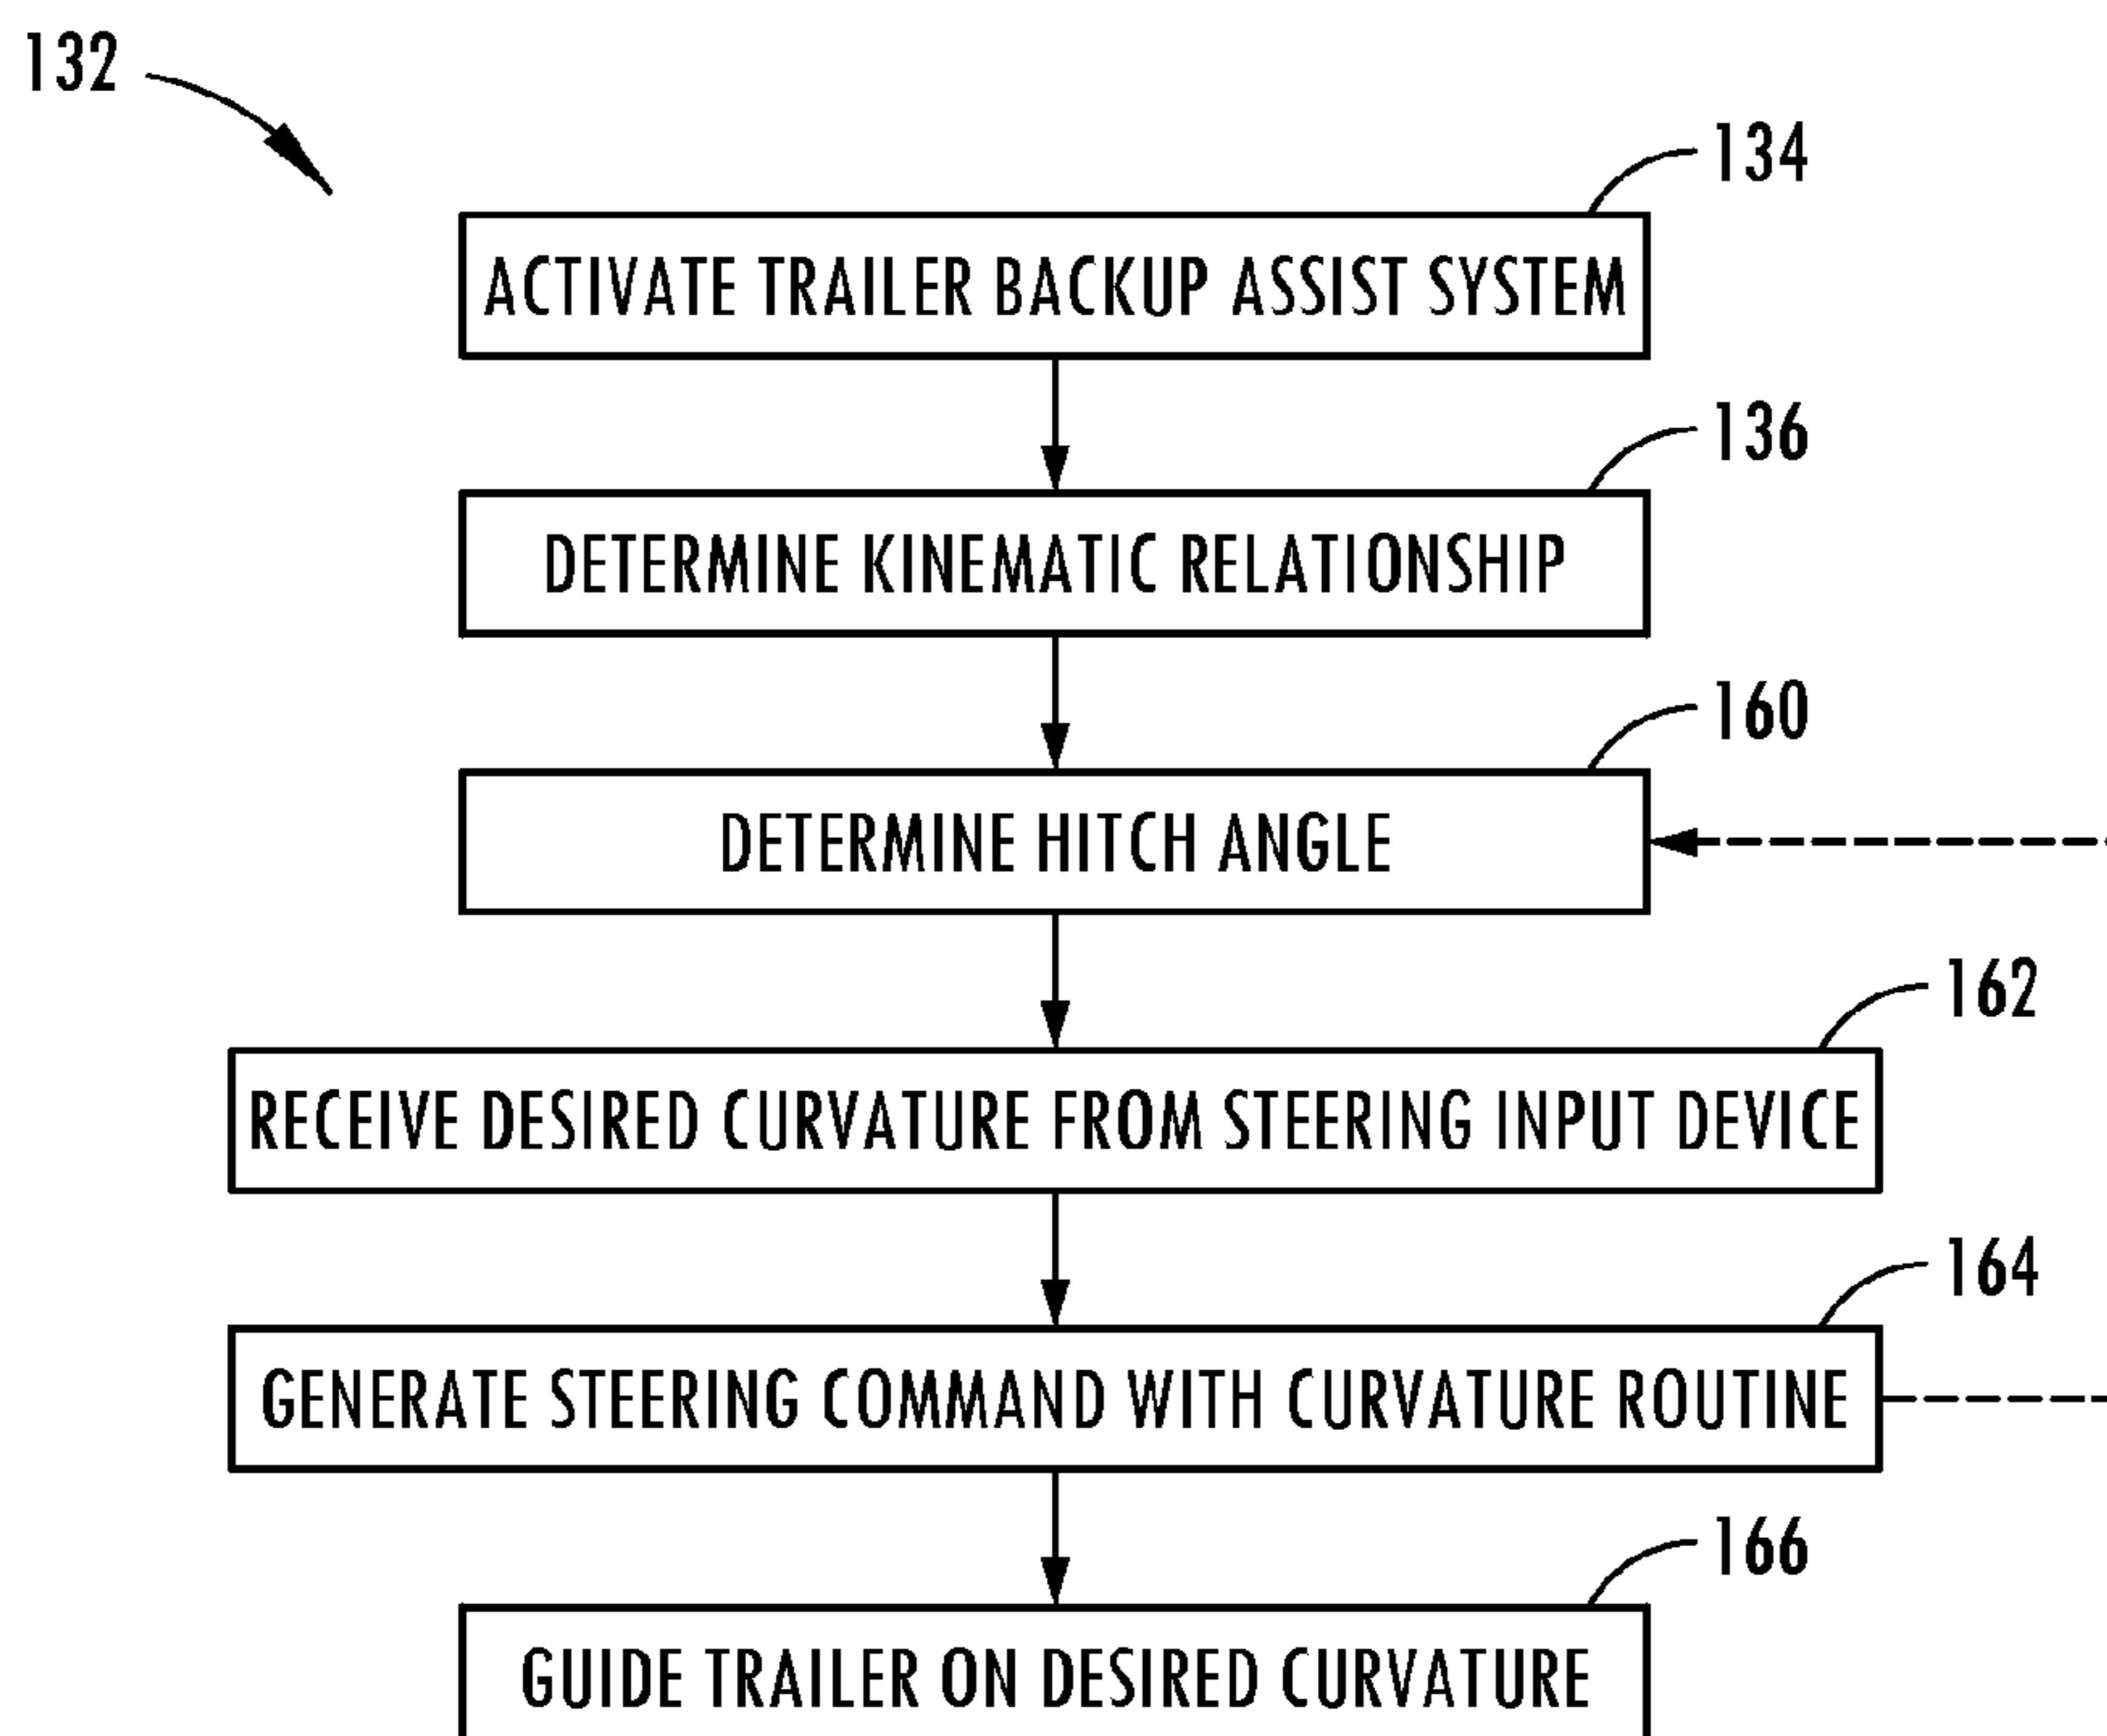 132
134
ACTIVATE TRAILER BACKUP ASSIST SYSTEM
136
DETERMINE KINEMATIC RELATIONSHIP
160
DETERMINE HITCH ANGLE
162
RECEIVE DESIRED CURVATURE FROM STEERING INPUT DEVICE
164
GENERATE STEERING COMMAND WITH CURVATURE ROUTINE
166
GUIDE TRAILER ON DESIRED CURVATURE